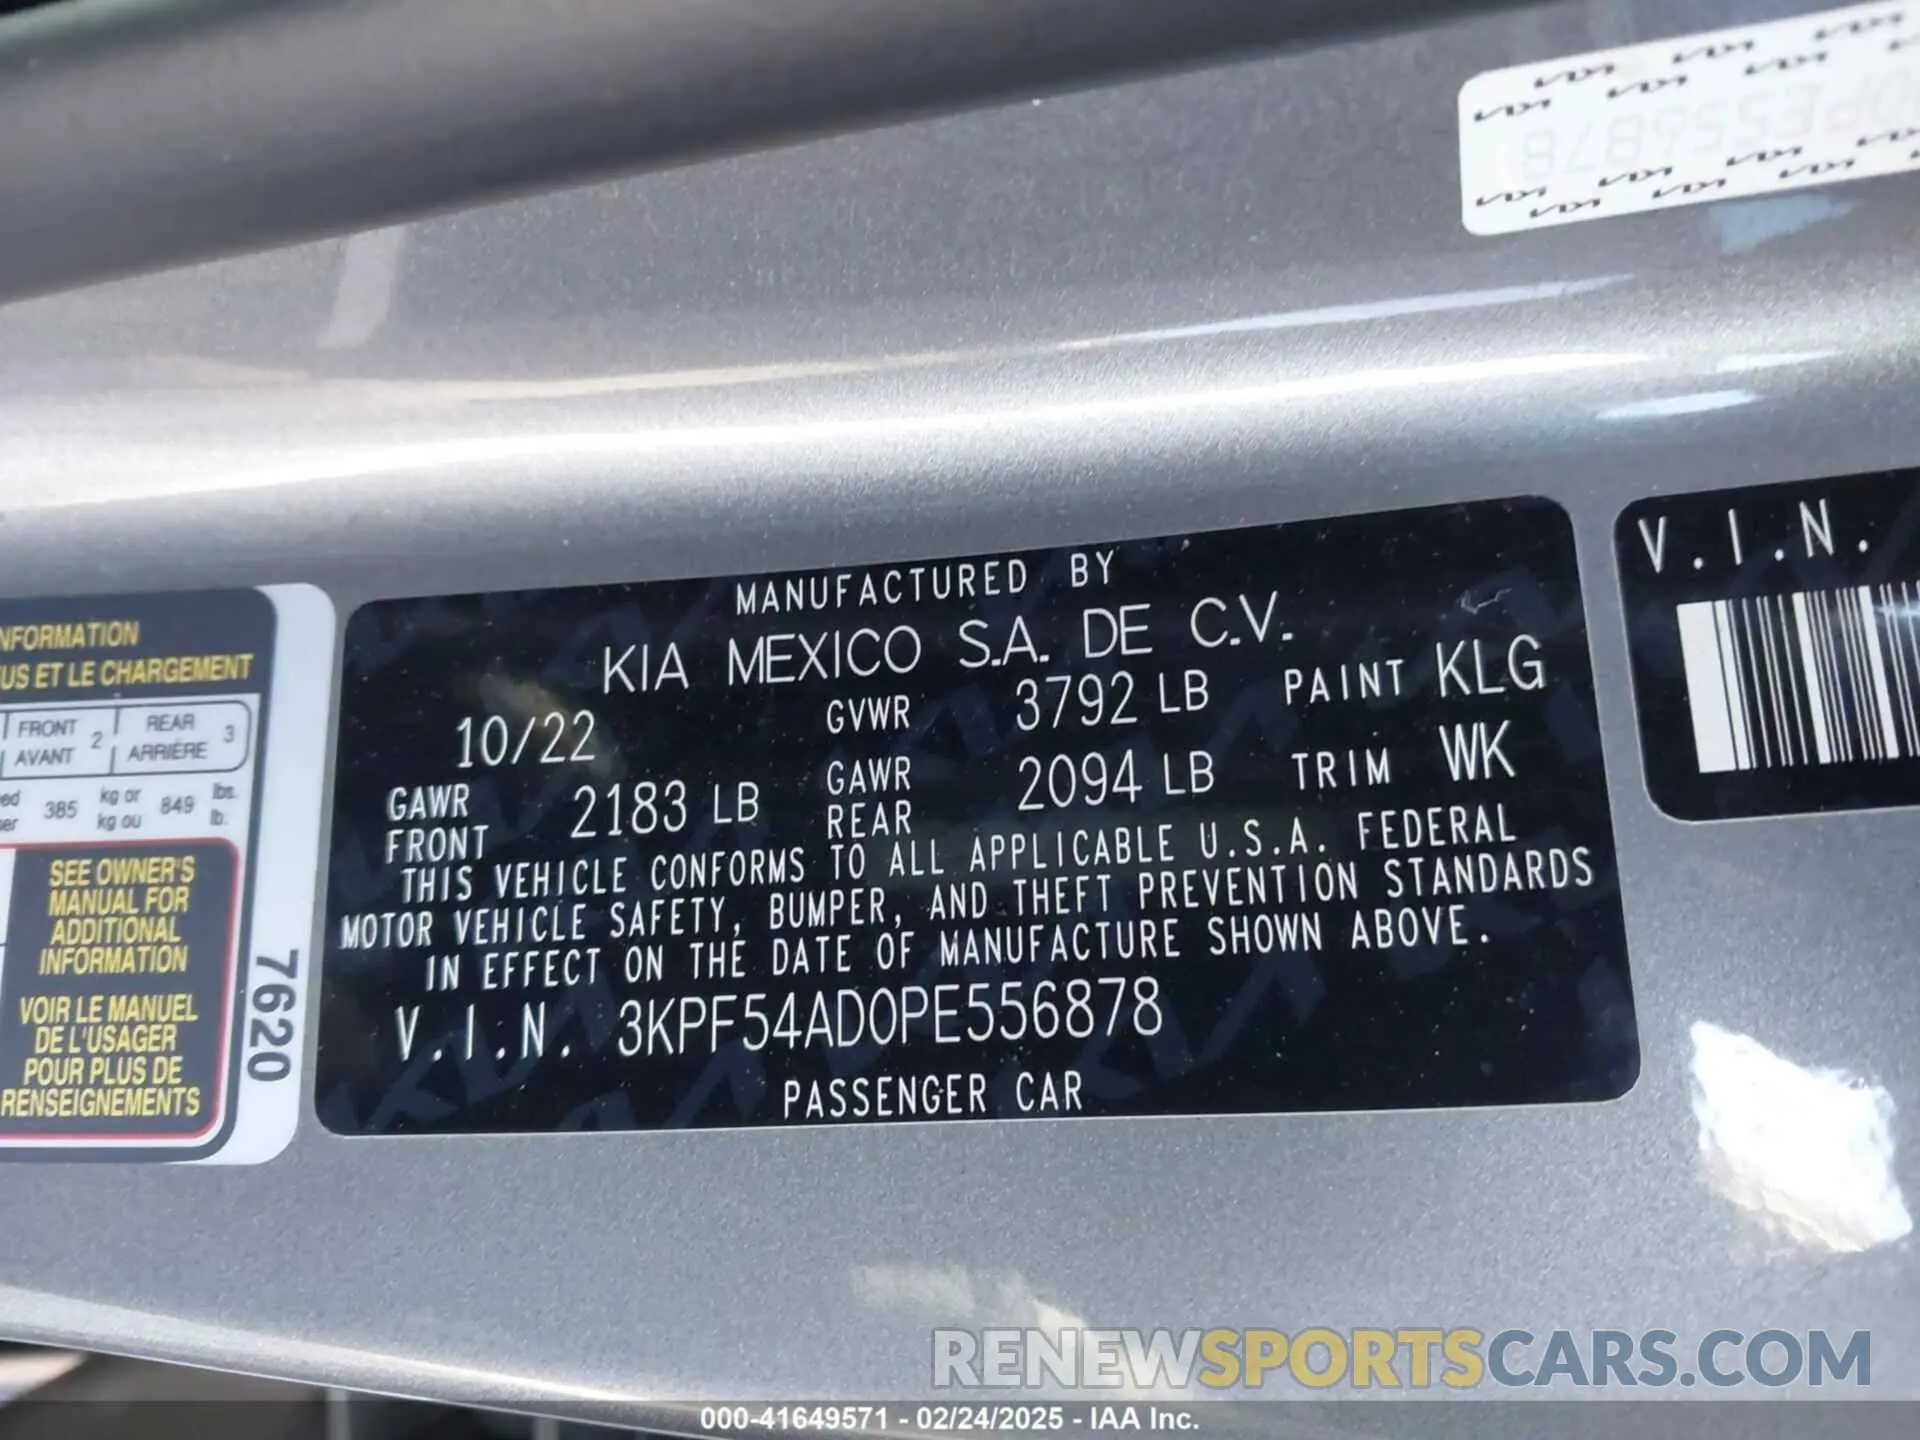 0PE556878
MANUFACTURED BY
KIA MEXICO S.A. DE C.V.
10/22 GVWR 3792 LB PAINT KLG
GAWR FRONT 2183 LB GAWR REAR 2094 LB TRIM WK
THIS VEHICLE CONFORMS TO ALL APPLICABLE U.S.A. FEDERAL
MOTOR VEHICLE SAFETY, BUMPER, AND THEFT PREVENTION STANDARDS
IN EFFECT ON THE DATE OF MANUFACTURE SHOWN ABOVE.
V.I.N. 3KPF54AD0PE556878
PASSENGER CAR
V.I.N.
NFORMATION
US ET LE CHARGEMENT
FRONT 2 REAR 3
AVANT ARRIÈRE
385 kg or 849 lbs.
kg ou lb.
SEE OWNER'S
MANUAL FOR
ADDITIONAL
INFORMATION
VOIR LE MANUEL
DE L'USAGER
POUR PLUS DE
RENSEIGNEMENTS
7620
RENEWSPORTSCARS.COM
000-41649571 - 02/24/2025 - IAA Inc.